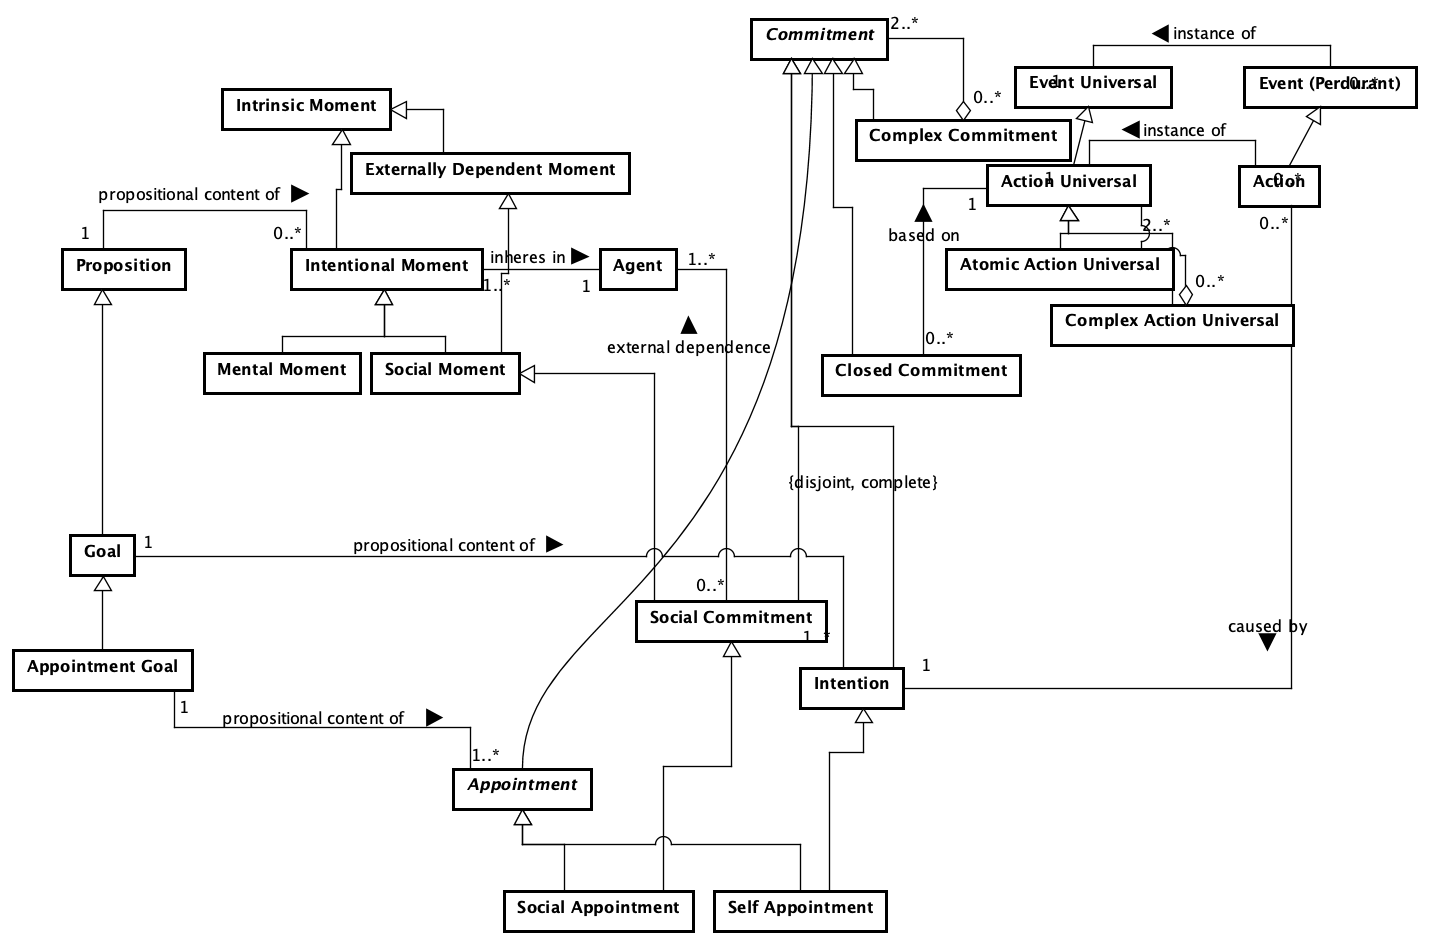 Commitment
2..*
instance of
Event Universal
1
Event (Perdurant)
0..*
Intrinsic Moment
0..*
Complex Commitment
instance of
Externally Dependent Moment
propositional content of
Action Universal
1
Action
0..*
1
based on
2..*
0..*
1
0..*
Proposition
Intentional Moment
inheres in
1..*
1
Agent
1..*
Atomic Action Universal
0..*
Complex Action Universal
external dependence
0..*
Mental Moment
Social Moment
Closed Commitment
{disjoint, complete}
Goal
1
propositional content of
0..*
Social Commitment
1..*
caused by
Appointment Goal
1
Intention
1
propositional content of
1..*
Appointment
Social Appointment
Self Appointment